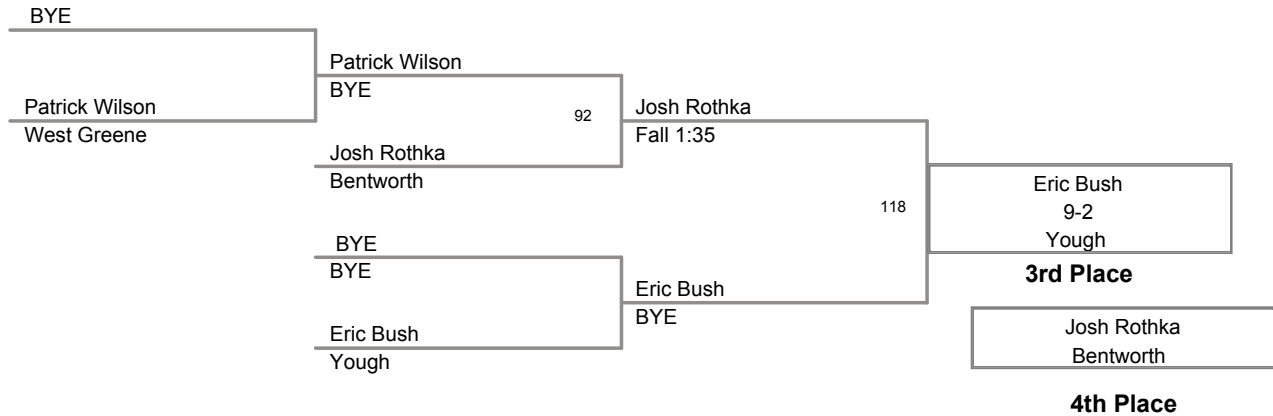 BYE
Patrick Wilson
West Greene
Patrick Wilson
BYE
Josh Rothka
Bentworth
BYE
BYE
Eric Bush
Yough
92
Josh Rothka
Fall 1:35
Eric Bush
BYE
118
Eric Bush
9-2
Yough
3rd Place
Josh Rothka
Bentworth
4th Place